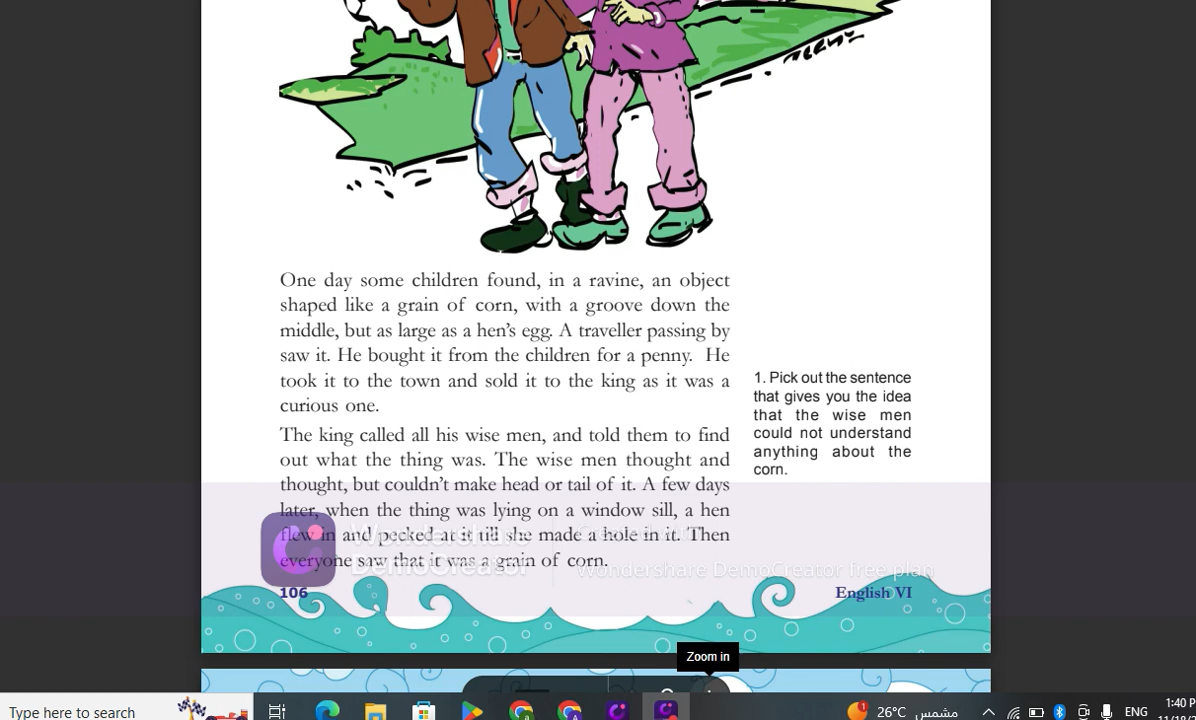 One day some children found, in a ravine, an object
shaped like a grain of corn, with a groove down the
middle, but as large as a hen's egg. A traveller passing by
saw it. He bought it from the children for a penny. He
took it to the town and sold it to the king as it was a
curious one.
The king called all his wise men, and told them to find
out what the thing was. The wise men thought and
thought, but couldn't make head or tail of it. A few days
later, when the thing was lying on a window sill, a hen
flew in and pecked at it till she made a hole in it. Then
everyone saw that it was a grain of corn.
1. Pick out the sentence
that gives you the idea
that the wise men
could not understand
anything about the
corn.
Wondershare
DemoCreator
Created with
Wondershare DemoCreator free plan
106
English VI
Zoom in
Type here to search
1
26°C
مشمس
ENG
1:40 P